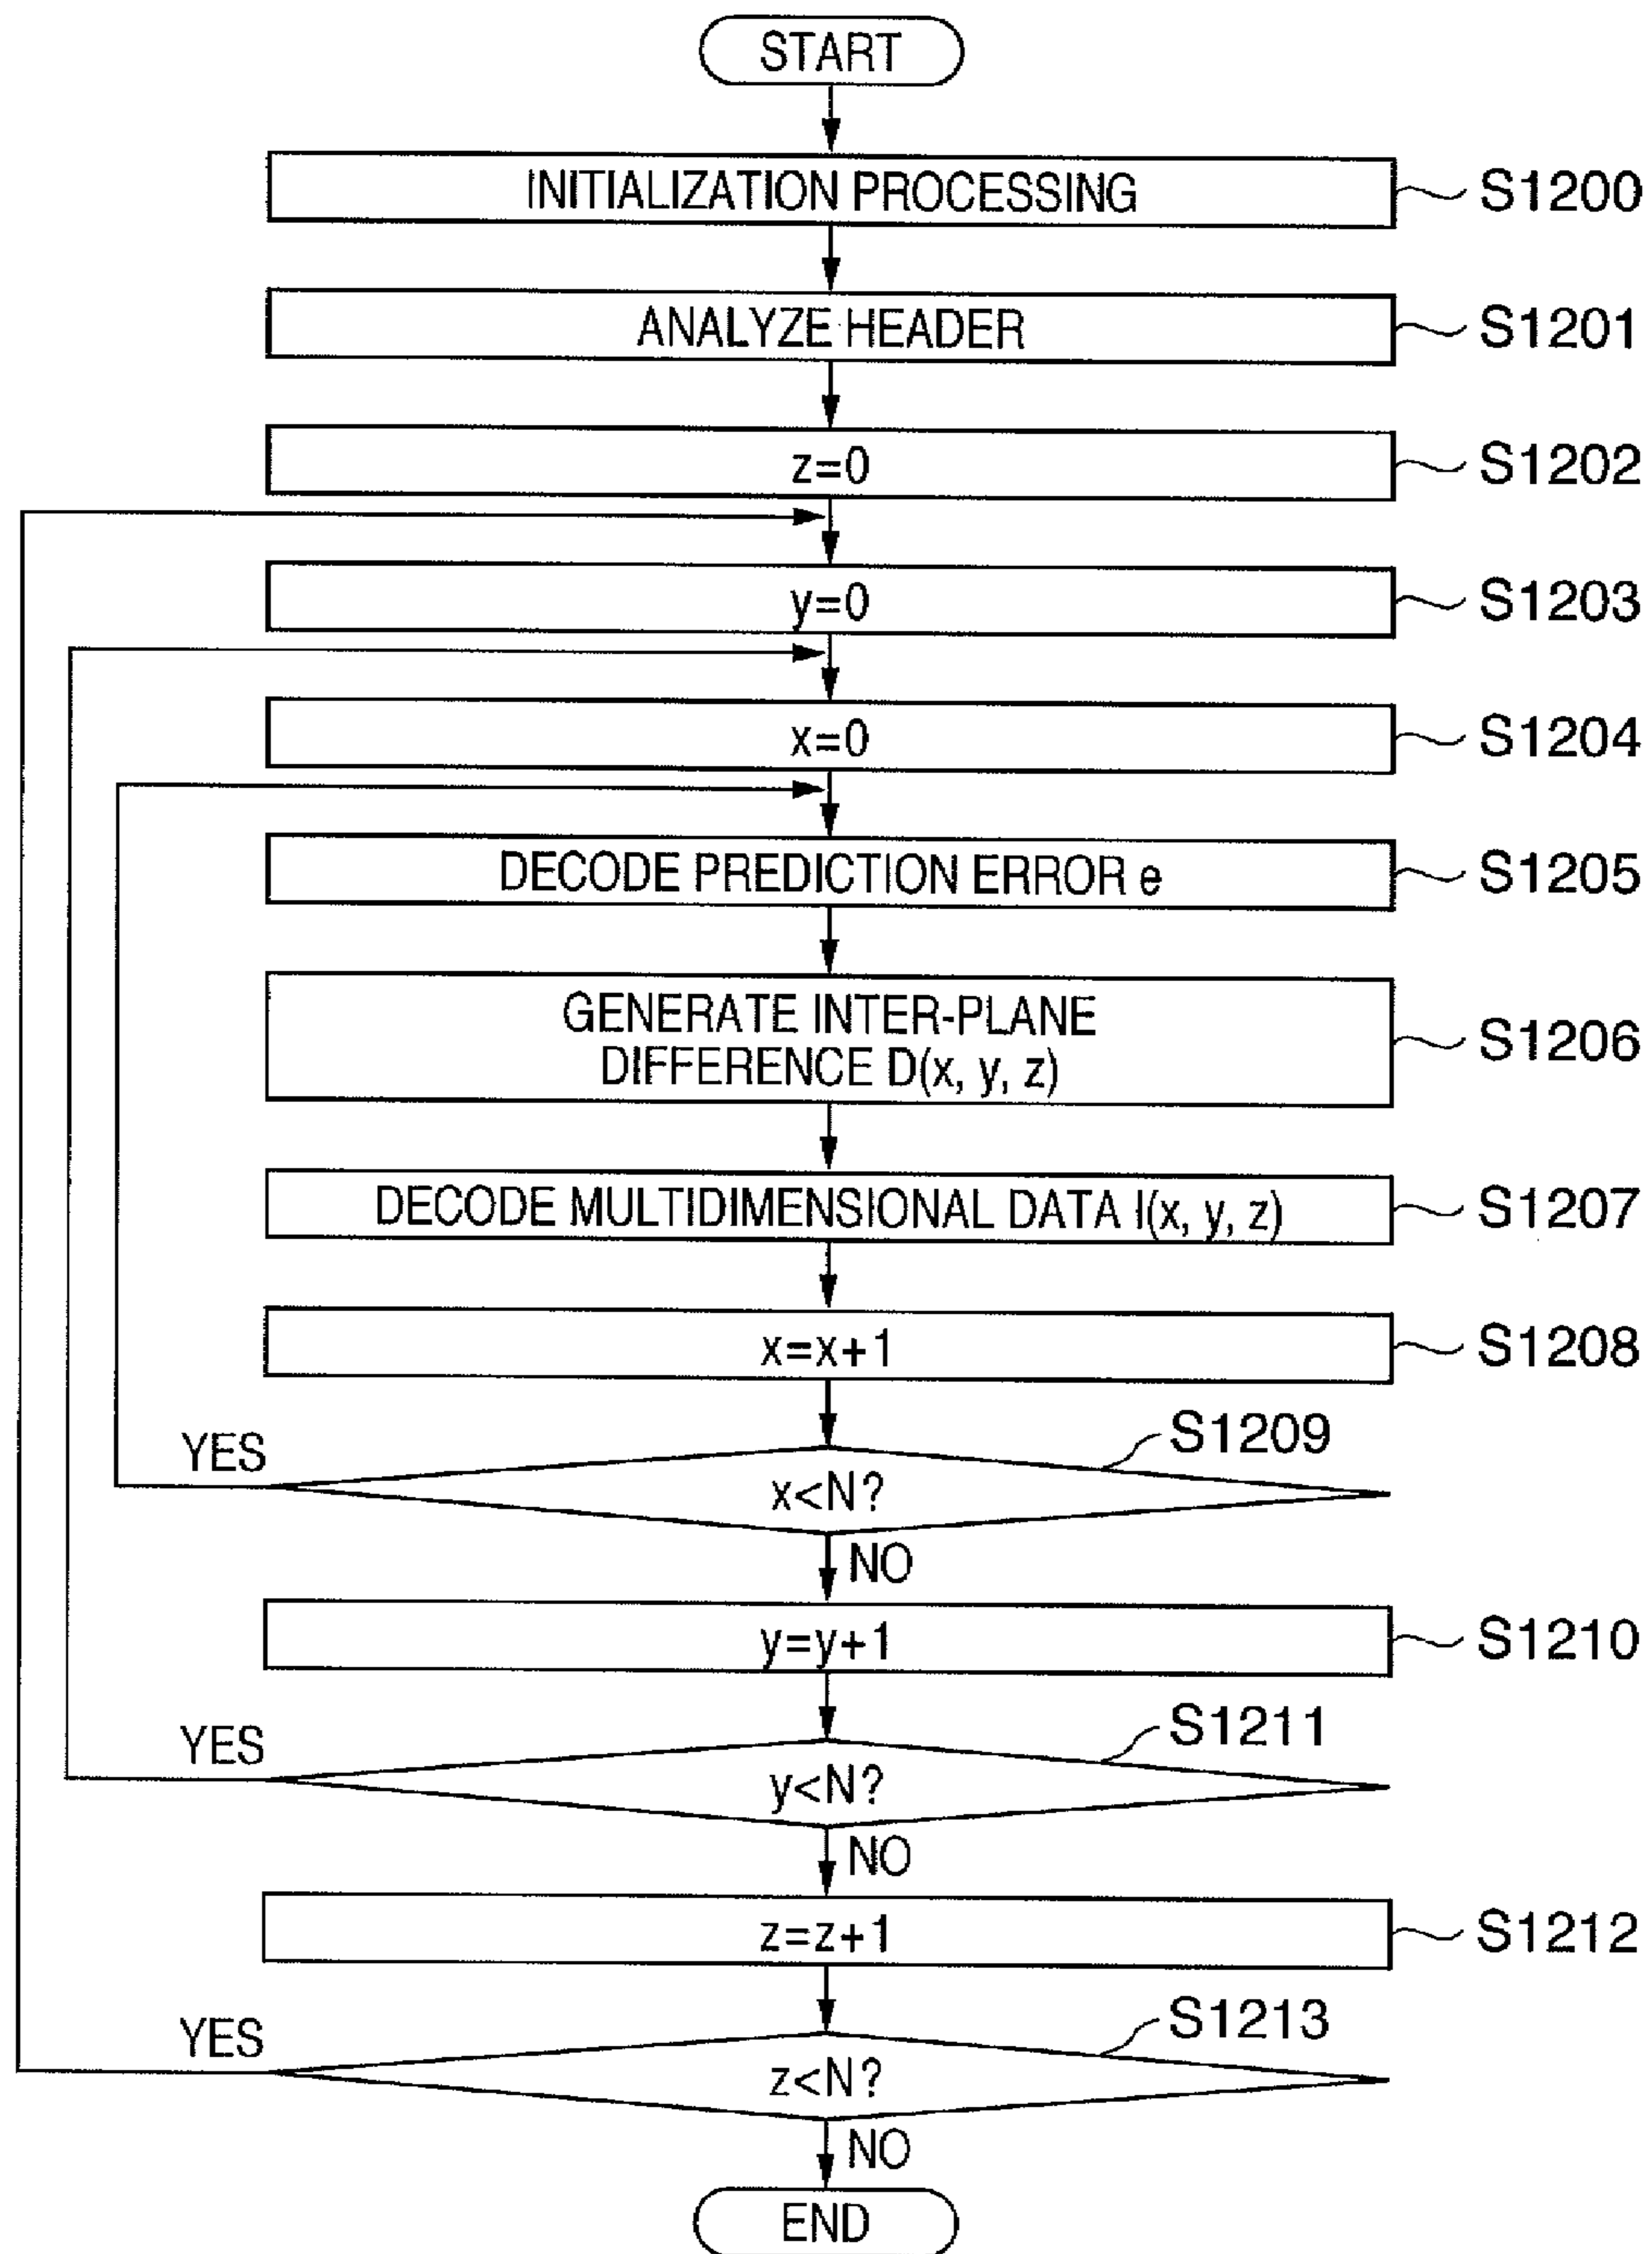 START
INITIALIZATION PROCESSING
S1200
ANALYZE HEADER
S1201
z=0
S1202
y=0
S1203
x=0
S1204
DECODE PREDICTION ERROR e
S1205
GENERATE INTER-PLANE
DIFFERENCE D(x, y, z)
S1206
DECODE MULTIDIMENSIONAL DATA I(x, y, z)
S1207
x=x+1
S1208
S1209
YES
x<N?
NO
y=y+1
S1210
S1211
YES
y<N?
NO
z=z+1
S1212
S1213
YES
z<N?
NO
END